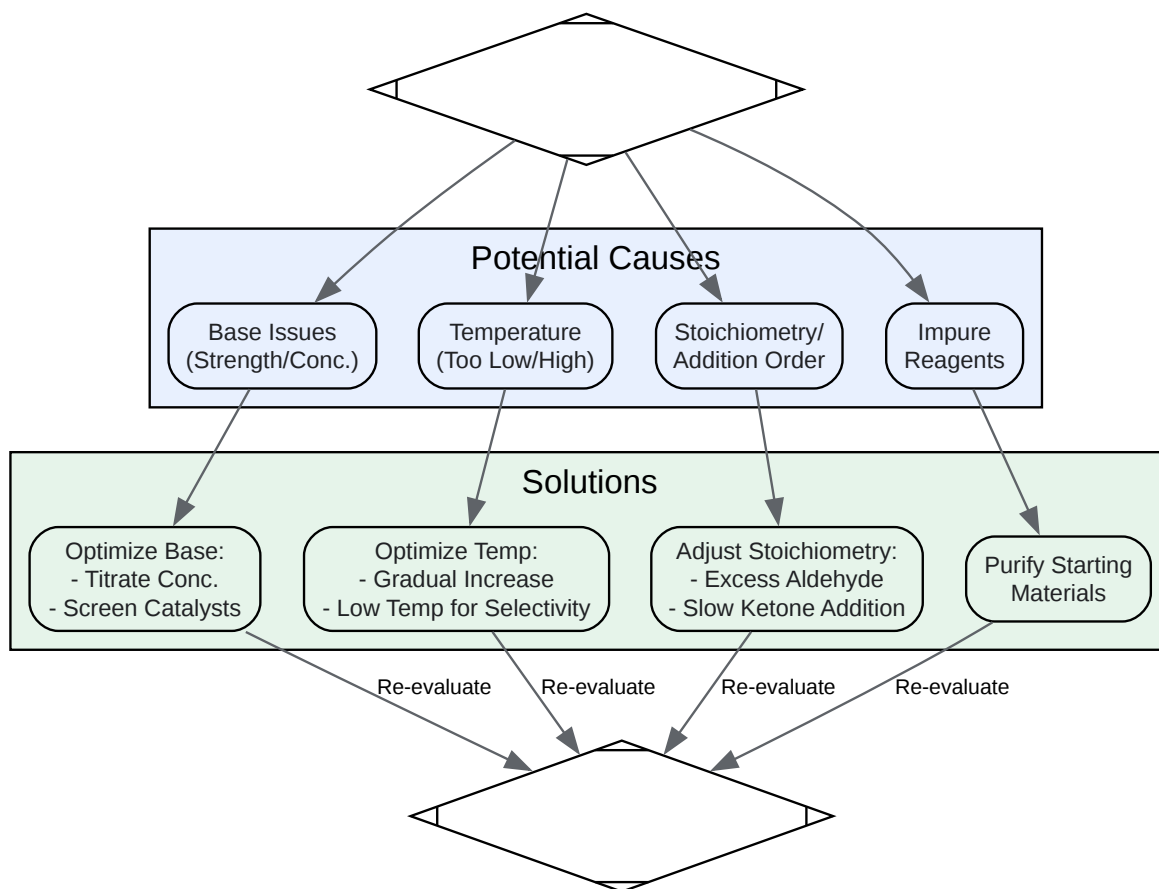 Potential Causes
Base Issues
(Strength/Conc.)
Temperature
(Too Low/High)
Stoichiometry/
Addition Order
Impure
Reagents
Solutions
Optimize Base:
- Titrate Conc.
- Screen Catalysts
Optimize Temp:
- Gradual Increase
- Low Temp for Selectivity
Adjust Stoichiometry:
- Excess Aldehyde
- Slow Ketone Addition
Purify Starting
Materials
Re-evaluate
Re-evaluate
Re-evaluate
Re-evaluate